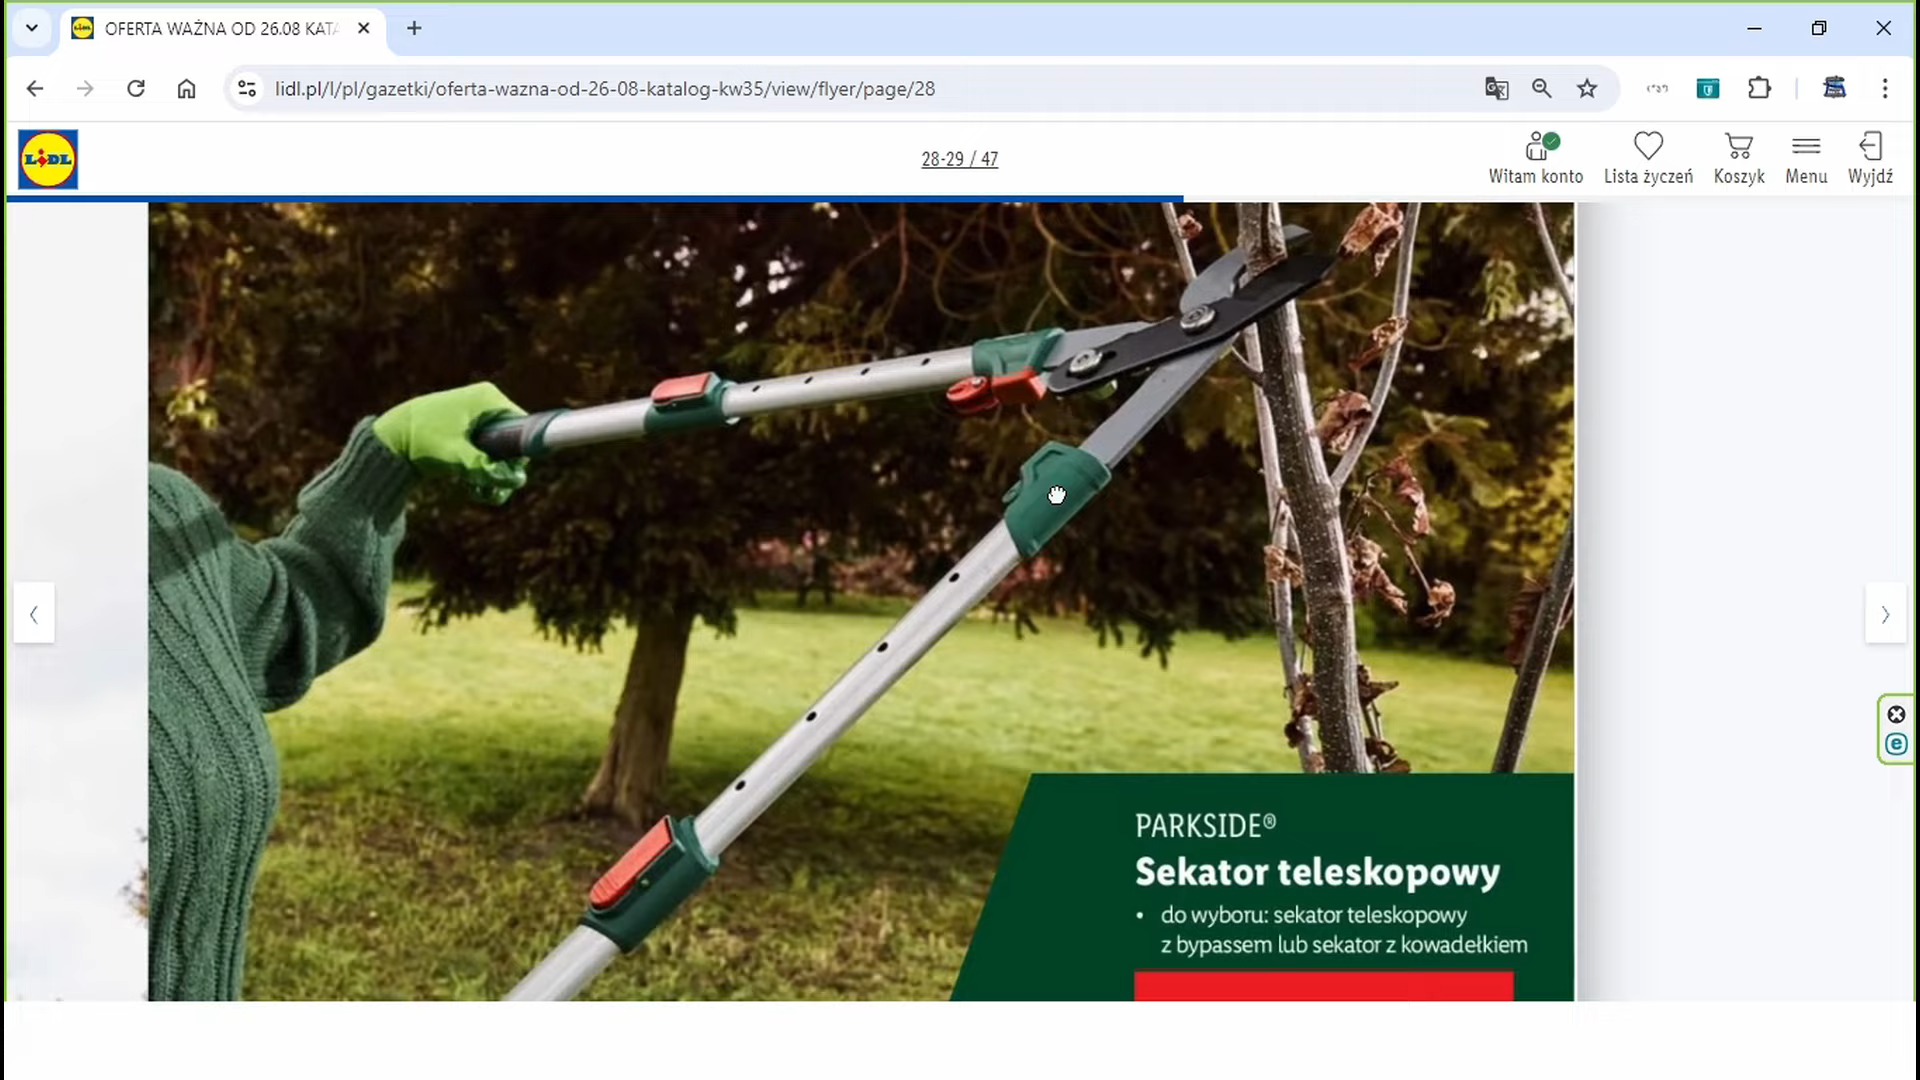 OFERTA WAŻNA OD 26.08 KATA
lidl.pl/l/pl/gazetki/oferta-wazna-od-26-08-katalog-kw35/view/flyer/page/28
LIDL
28-29 / 47
Witam konto
Lista życzeń
Koszyk
Menu
Wyjdź
PARKSIDE®
Sekator teleskopowy
• do wyboru: sekator teleskopowy
z bypassem lub sekator z kowadełkiem